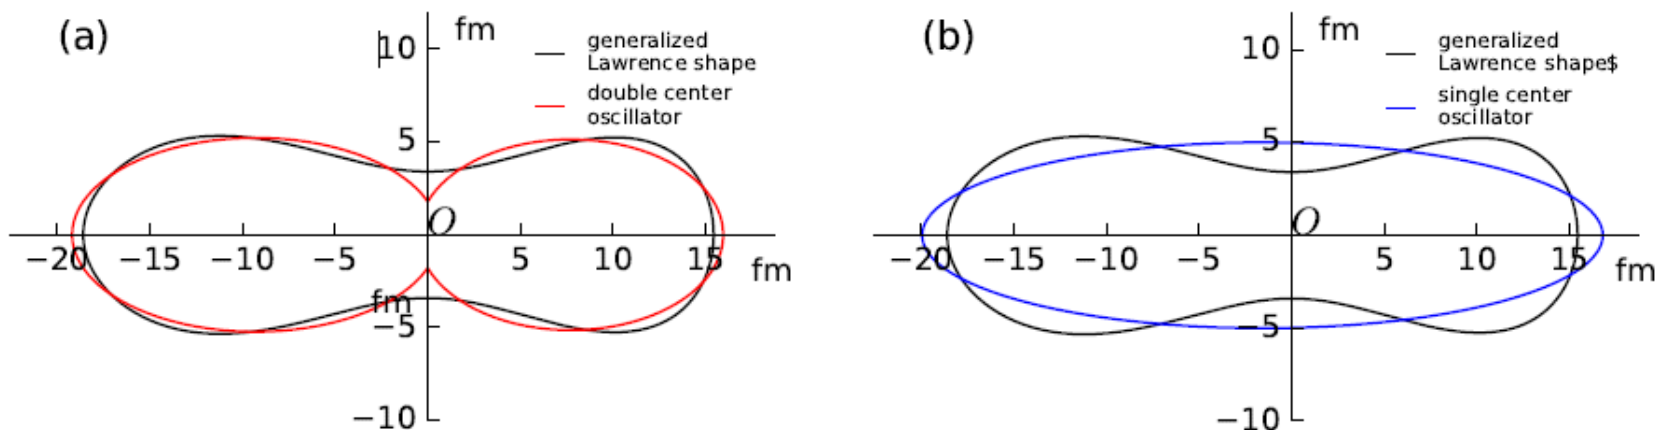 (a)
fm
10
generalized
Lawrence shape
double center
oscillator
5
O
−20 −15 −10 −5 5 10 15
fm
fm
−5
−10
(b)
fm
10
generalized
Lawrence shape$
single center
oscillator
5
O
−20 −15 −10 −5 5 10 15
fm
−5
−10